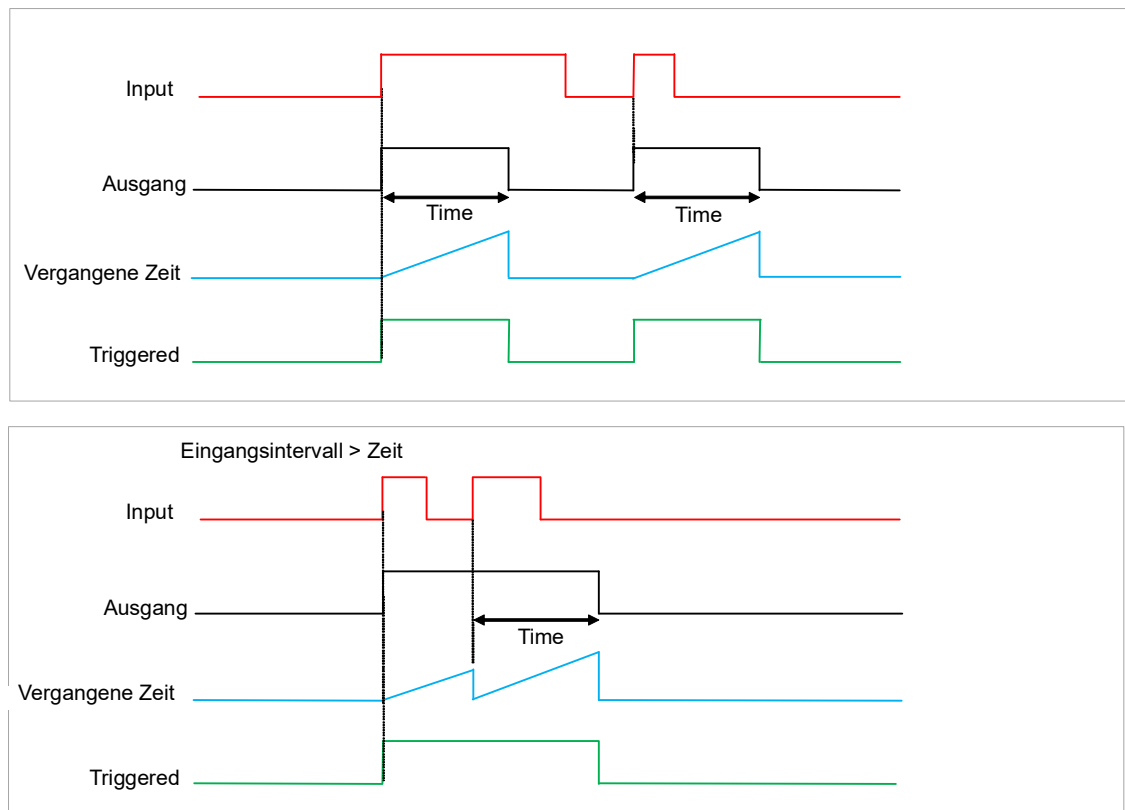 Input
Ausgang
Time
Time
Vergangene Zeit
Triggered
Eingangsintervall > Zeit
Input
Ausgang
Time
Vergangene Zeit
Triggered